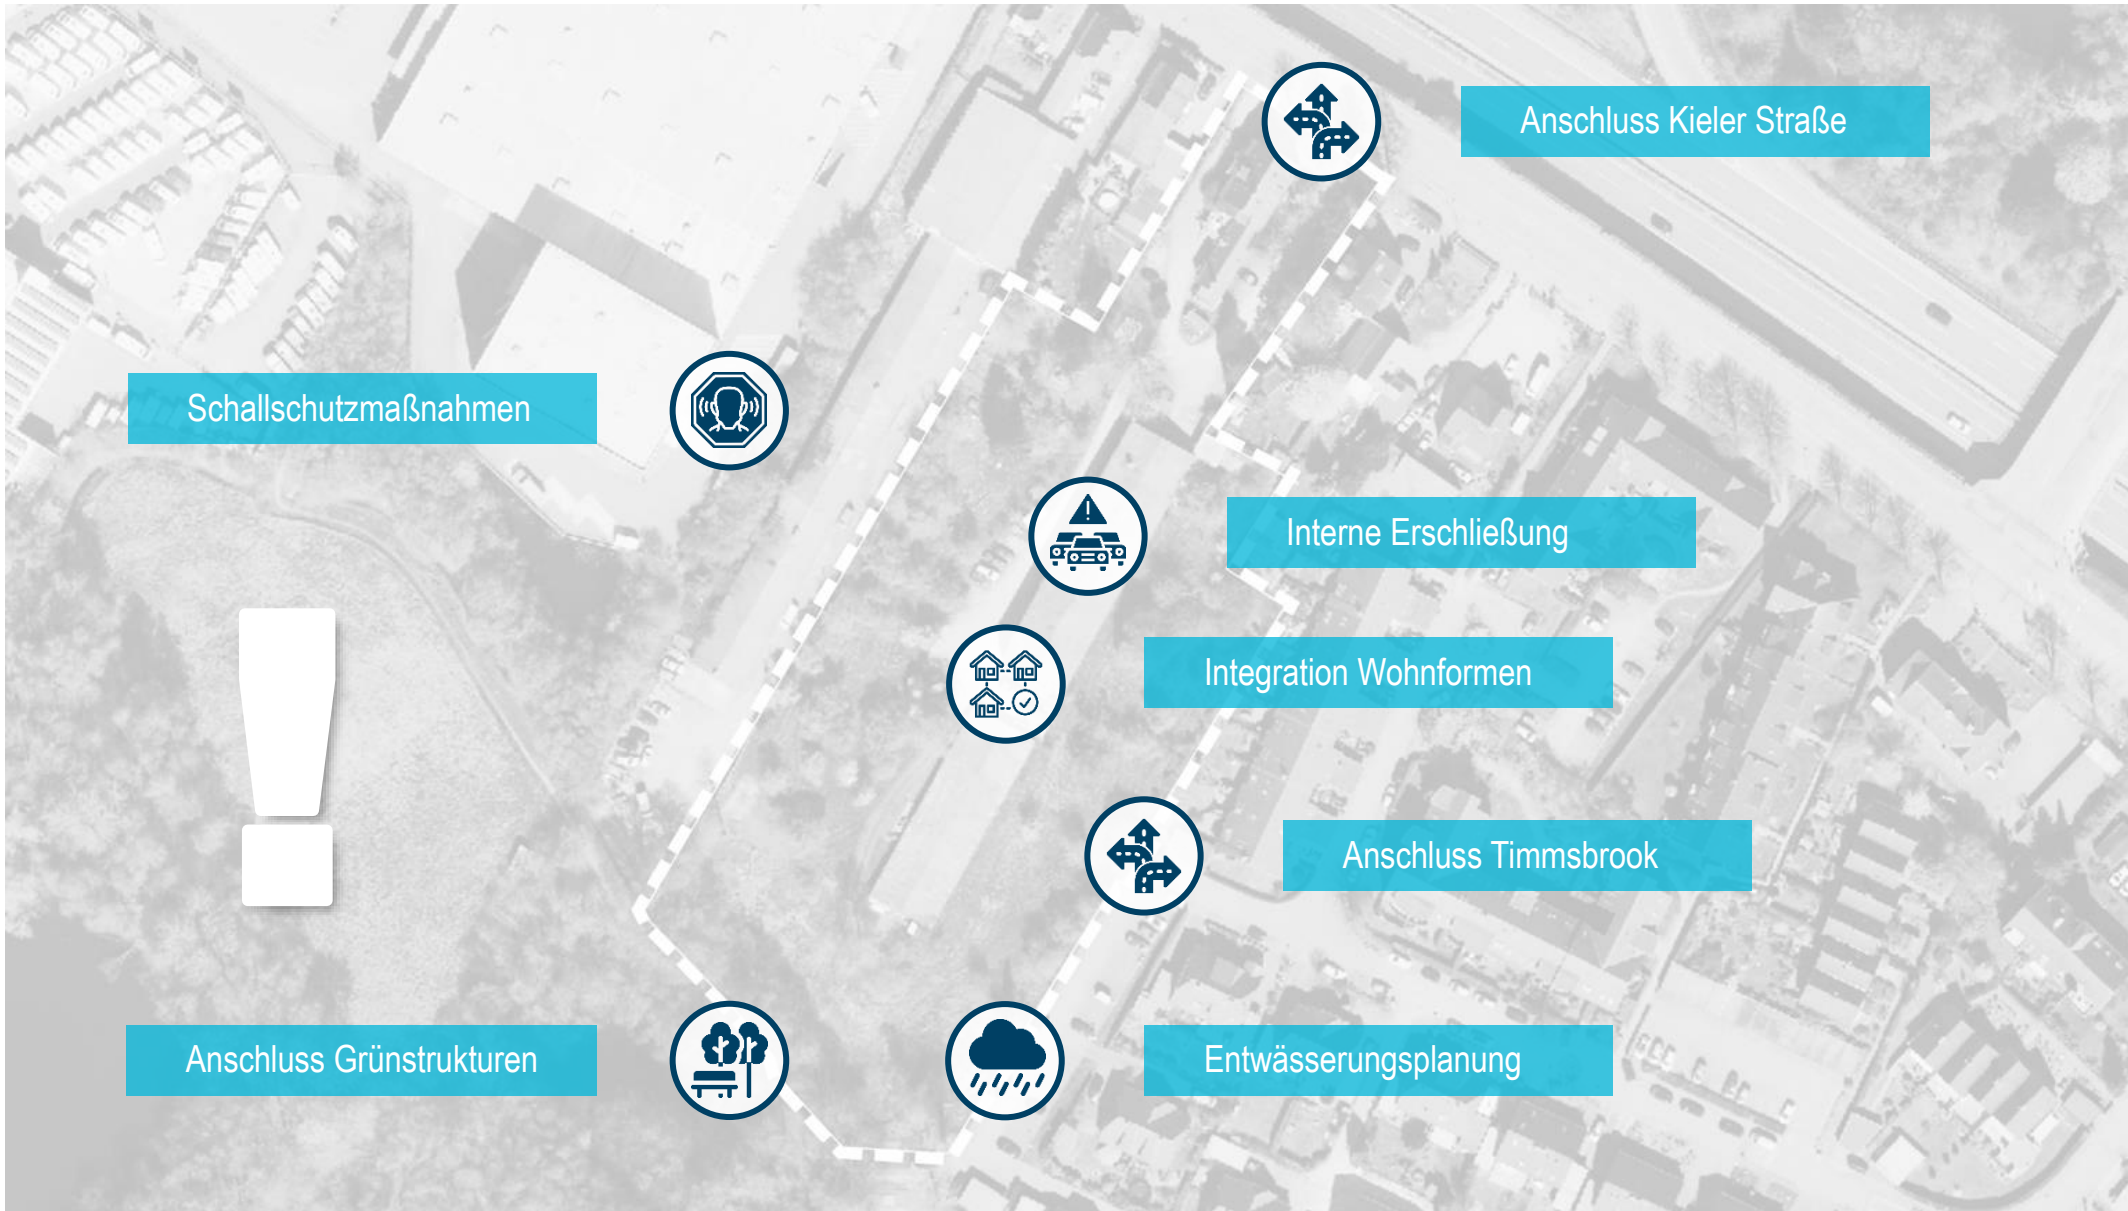 Anschluss Kieler Straße
Schallschutzmaßnahmen
Interne Erschließung
Integration Wohnformen
Anschluss Timmsbrook
Anschluss Grünstrukturen
Entwässerungsplanung